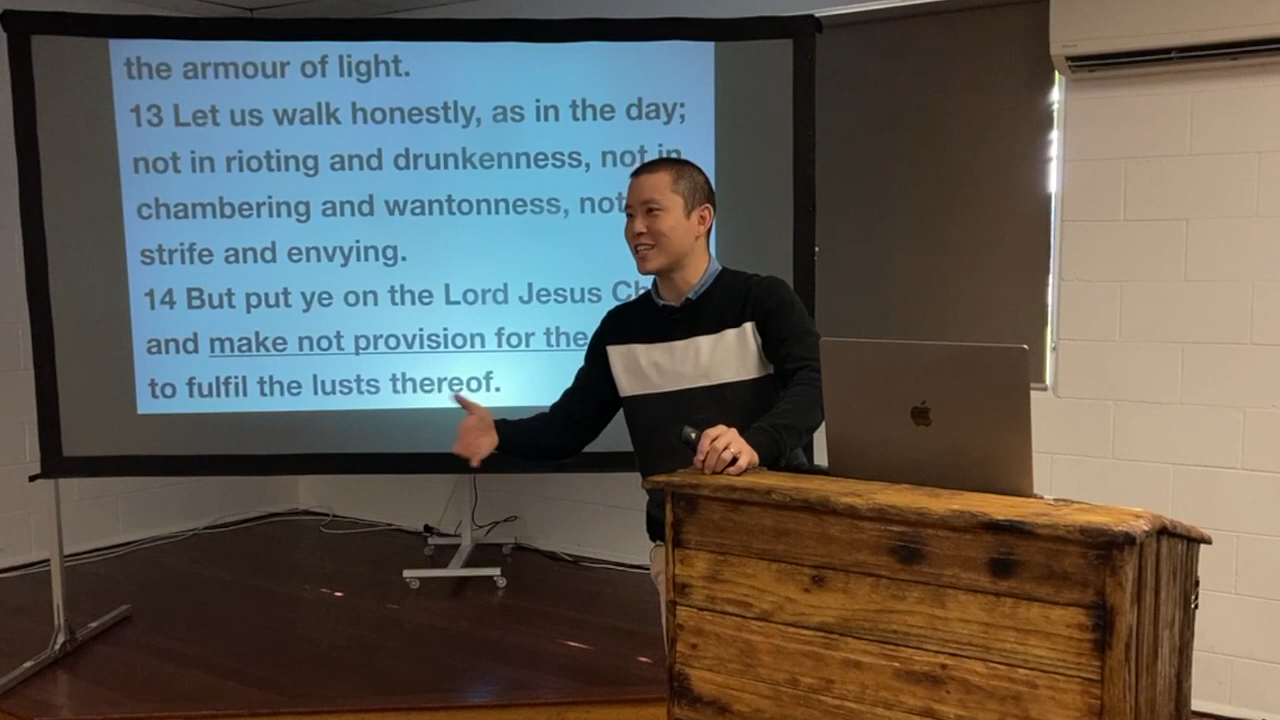 the armour of light.
13 Let us walk honestly, as in the day;
not in rioting and drunkenness, not in
chambering and wantonness, not
strife and envying.
14 But put ye on the Lord Jesus
and make not provision for the
to fulfil the lusts thereof.